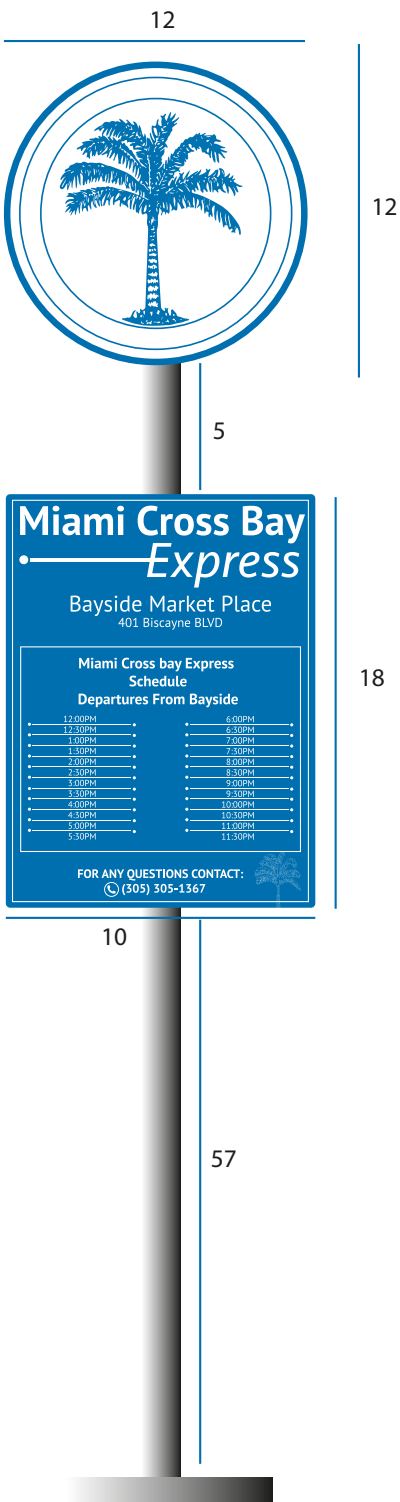 12
12
5
Miami Cross Bay
Express
Bayside Market Place
401 Biscayne BLVD
18
Miami Cross bay Express
Schedule
Departures From Bayside
12:00PM 6:00PM
12:30PM 6:30PM
1:00PM 7:00PM
1:30PM 7:30PM
2:00PM 8:00PM
2:30PM 8:30PM
3:00PM 9:00PM
3:30PM 9:30PM
4:00PM 10:00PM
4:30PM 10:30PM
5:00PM 11:00PM
5:30PM 11:30PM
FOR ANY QUESTIONS CONTACT:
(305) 305-1367
10
57